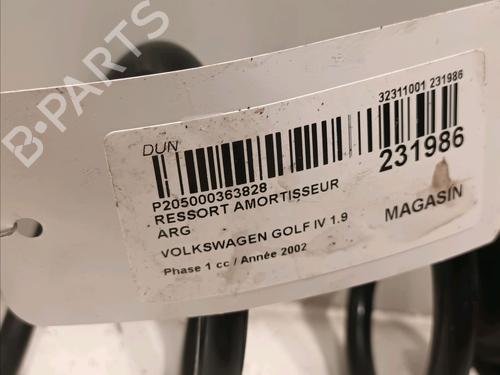 B-PARTS
DUN
32311001 231986
231986
P205000363828
RESSORT AMORTISSEUR
ARG
MAGASIN
VOLKSWAGEN GOLF IV 1.9
Phase 1 cc / Année 2002